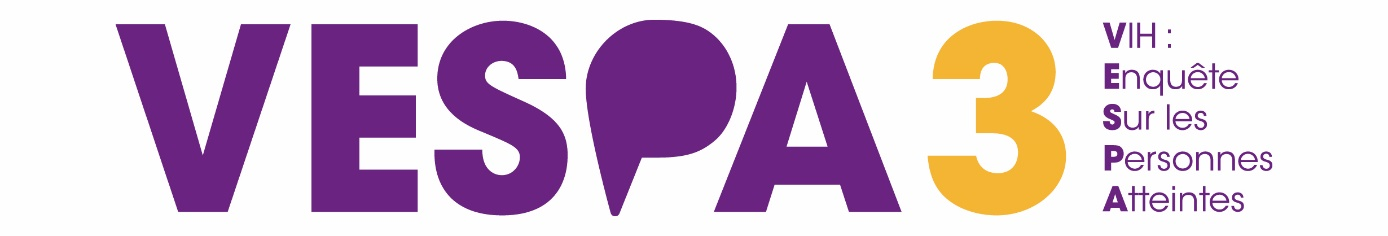 VESPA 3
VIH :
Enquête
Sur les
Personnes
Atteintes